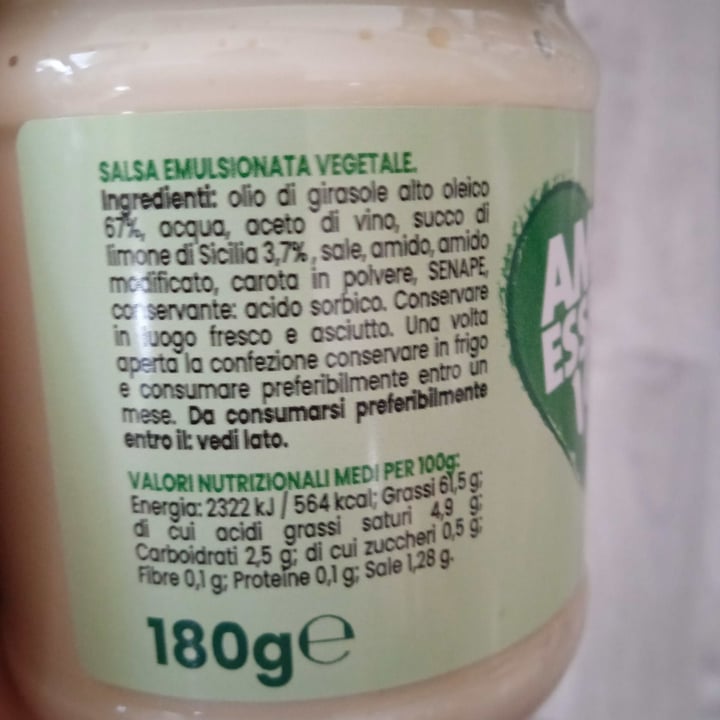 SALSA EMULSIONATA VEGETALE.
Ingredienti: olio di girasole alto oleico
67%, acqua, aceto di vino, succo di
limone di Sicilia 3,7%, sale, amido, amido
modificato, carota in polvere, SENAPE,
conservante: acido sorbico. Conservare
in luogo fresco e asciutto. Una volta
aperta la confezione conservare in frigo
e consumare preferibilmente entro un
mese. Da consumarsi preferibilmente
entro il: vedi lato.
VALORI NUTRIZIONALI MEDI PER 100g:
Energia: 2322 kJ / 564 kcal; Grassi 61,5 g;
di cui acidi grassi saturi 4,9 g;
Carboidrati 2,5 g; di cui zuccheri 0,5 g;
Fibre 0,1 g; Proteine 0,1 g; Sale 1,28 g.
180g e